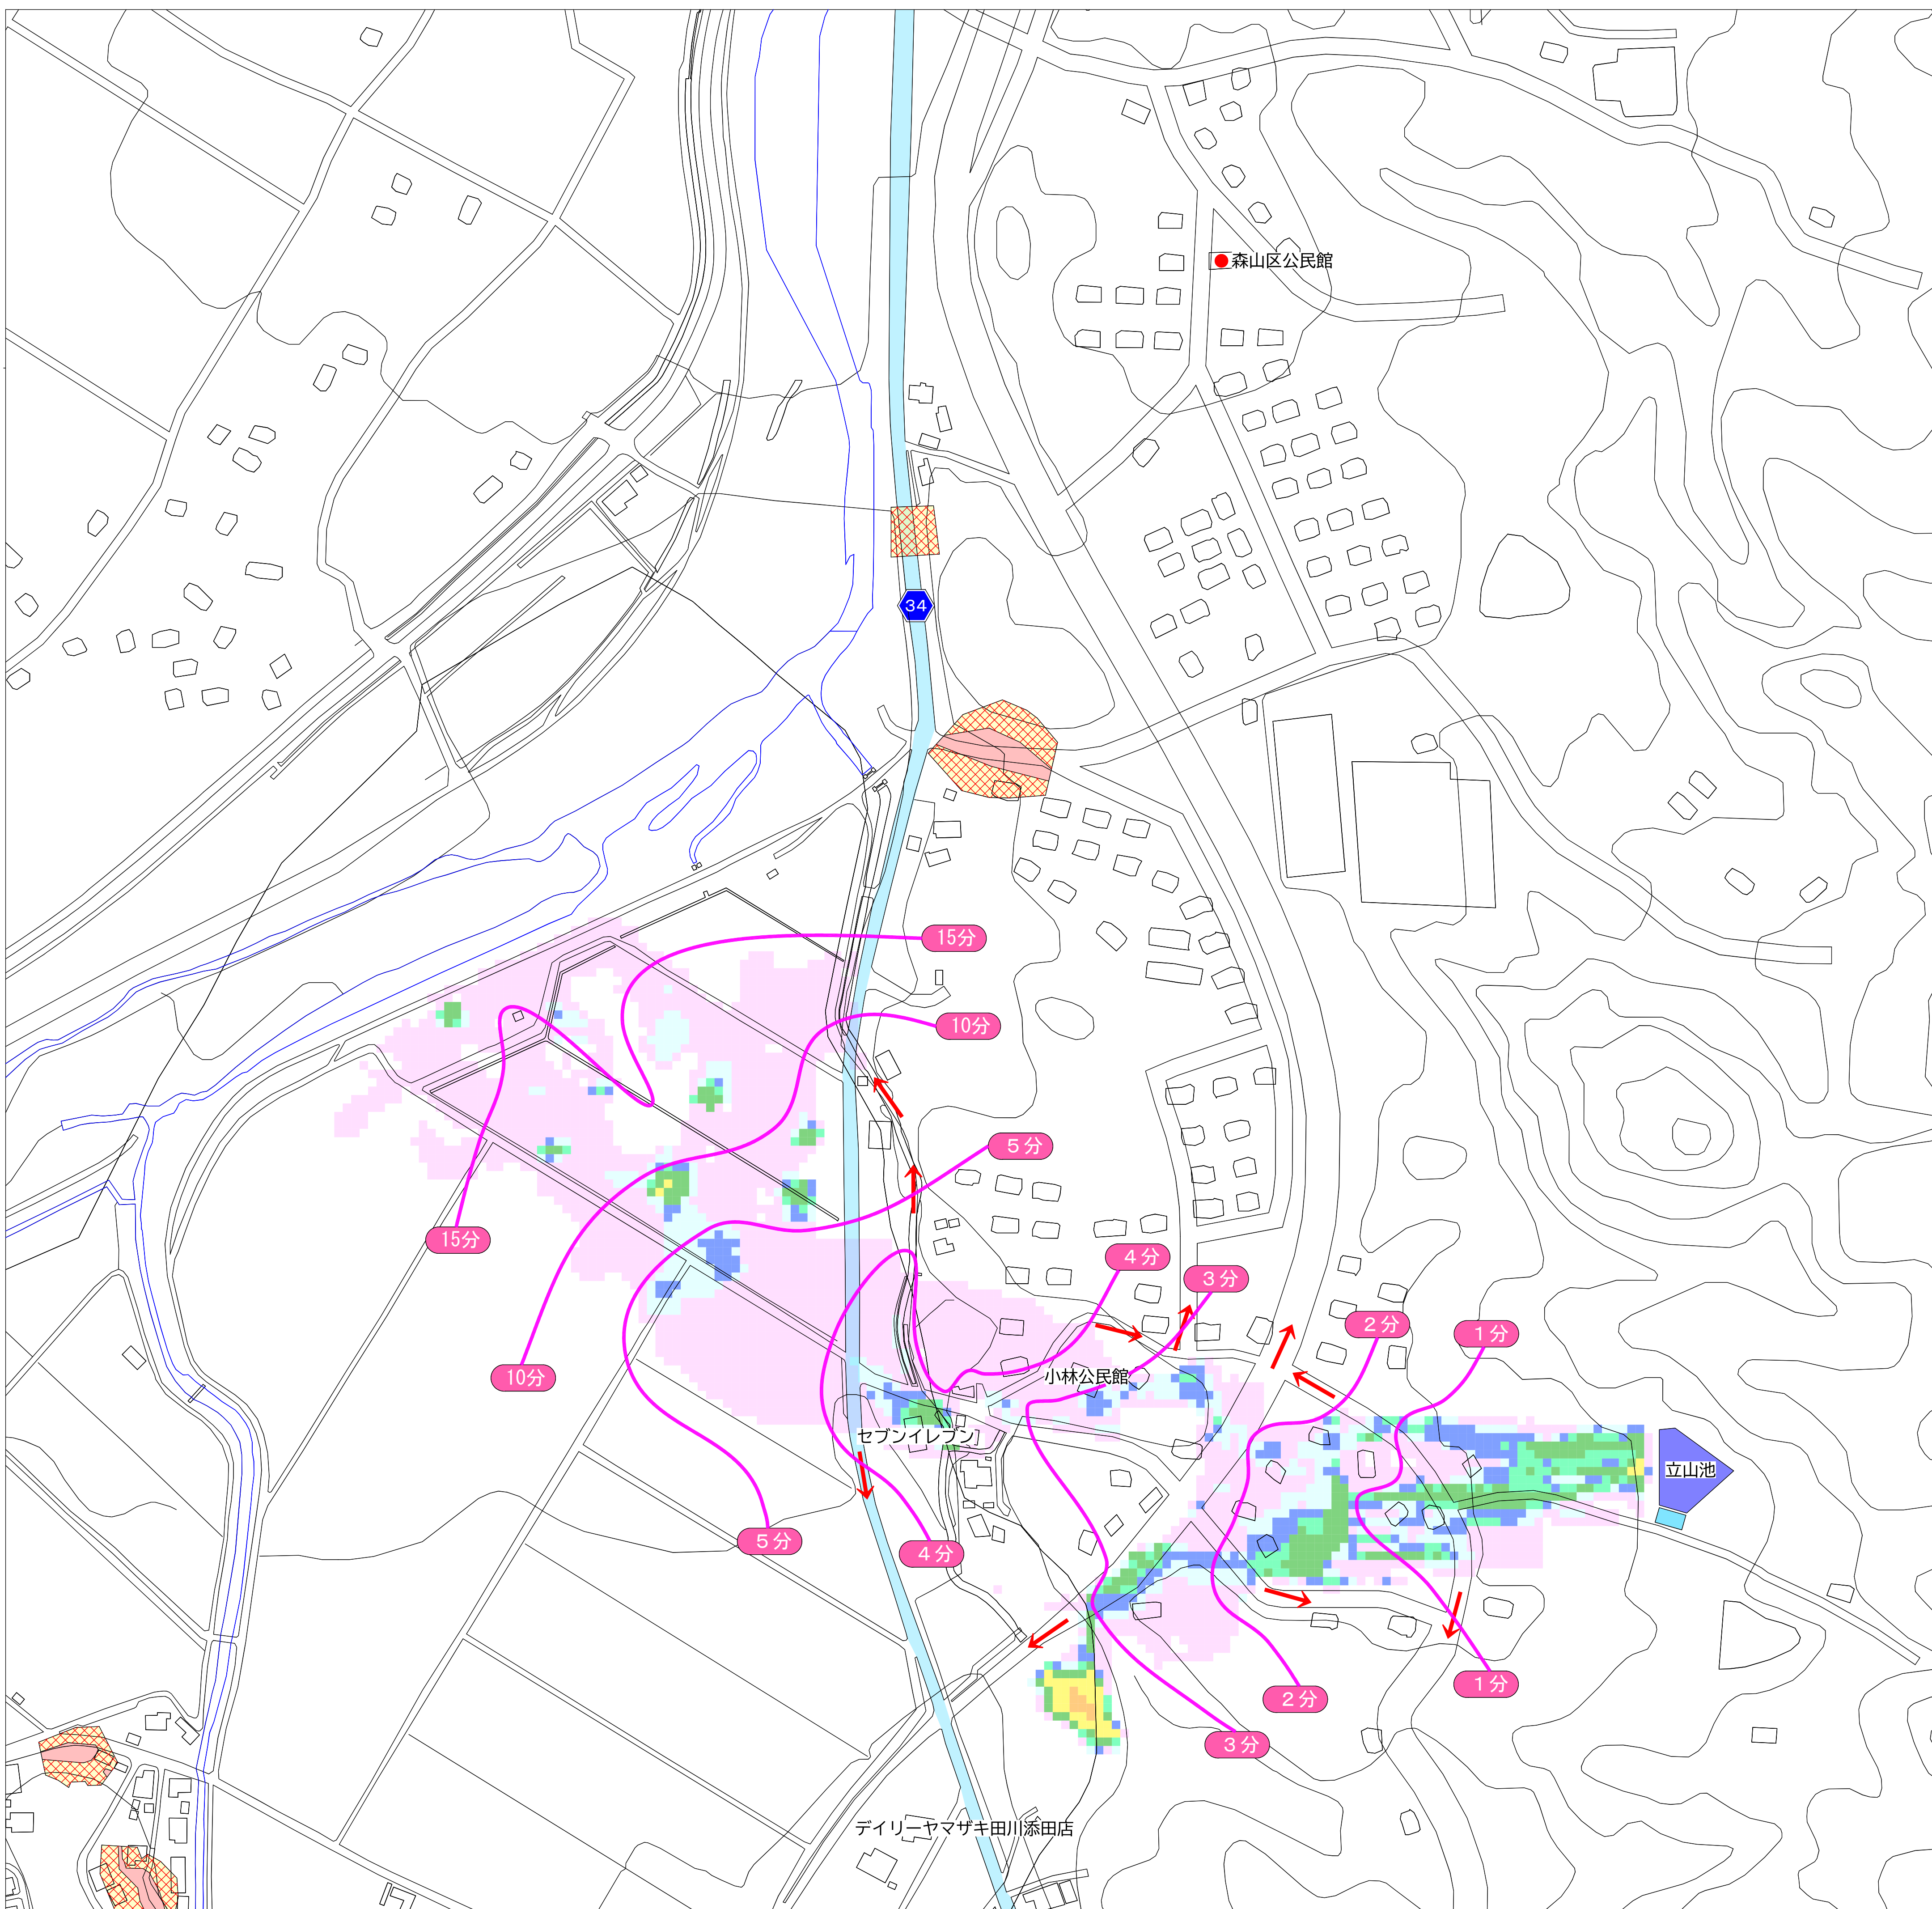 森山区公民館
34
15分
10分
5分
15分
4分
3分
2分
1分
小林公民館
10分
セブンイレブン
立山池
5分
4分
1分
2分
3分
デイリーヤマザキ田川添田店